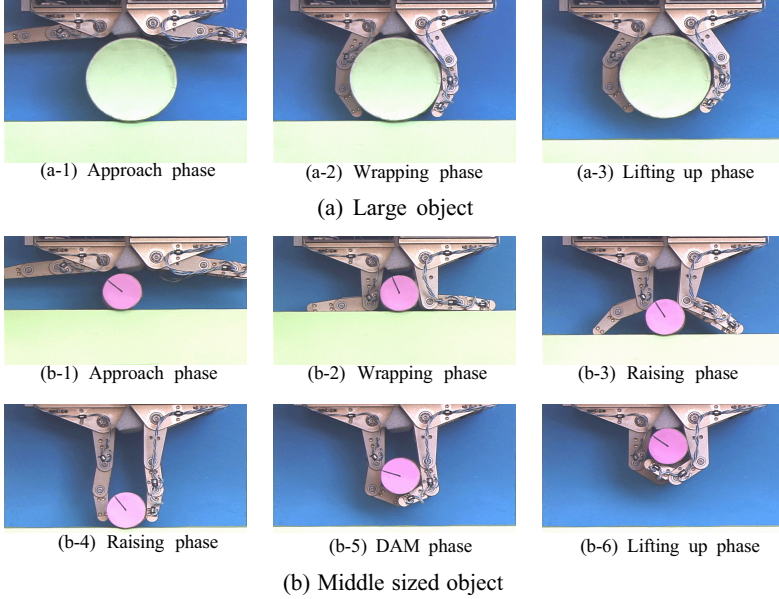 (a-1) Approach phase
(a-2) Wrapping phase
(a-3) Lifting up phase
(a) Large object
(b-1) Approach phase
(b-2) Wrapping phase
(b-3) Raising phase
(b-4) Raising phase
(b-5) DAM phase
(b-6) Lifting up phase
(b) Middle sized object